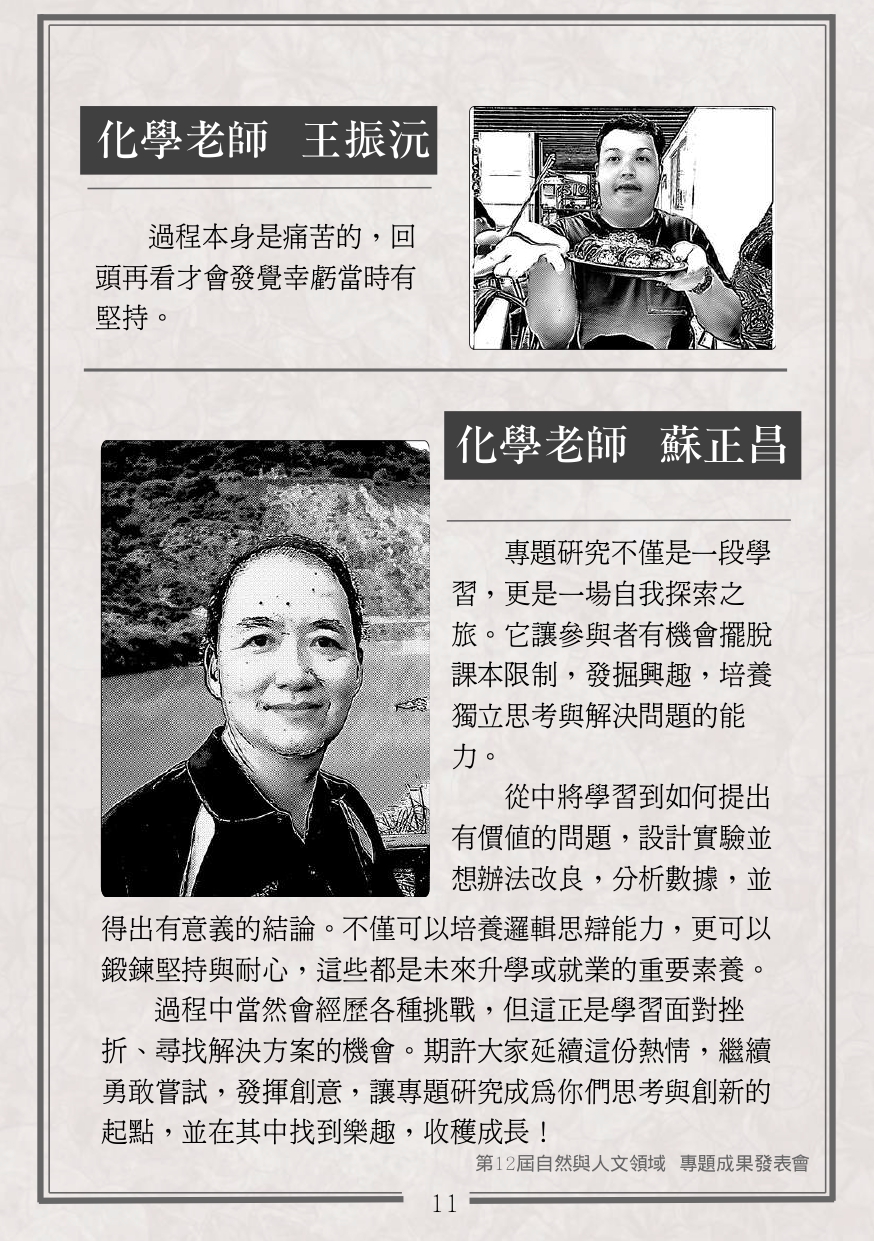 化學老師 王振沅
過程本身是痛苦的，回
頭再看才會發覺幸虧當時有
堅持。
化學老師 蘇正昌
專題研究不僅是一段學
習，更是一場自我探索之
旅。它讓參與者有機會擺脫
課本限制，發掘興趣，培養
獨立思考與解決問題的能
力。
從中將學習到如何提出
有價值的問題，設計實驗並
想辦法改良，分析數據，並
得出有意義的結論。不僅可以培養邏輯思辯能力，更可以
鍛鍊堅持與耐心，這些都是未來升學或就業的重要素養。
過程中當然會經歷各種挑戰，但這正是學習面對挫
折、尋找解決方案的機會。期許大家延續這份熱情，繼續
勇敢嘗試，發揮創意，讓專題研究成為你們思考與創新的
起點，並在其中找到樂趣，收穫成長！
第12屆自然與人文領域 專題成果發表會
11